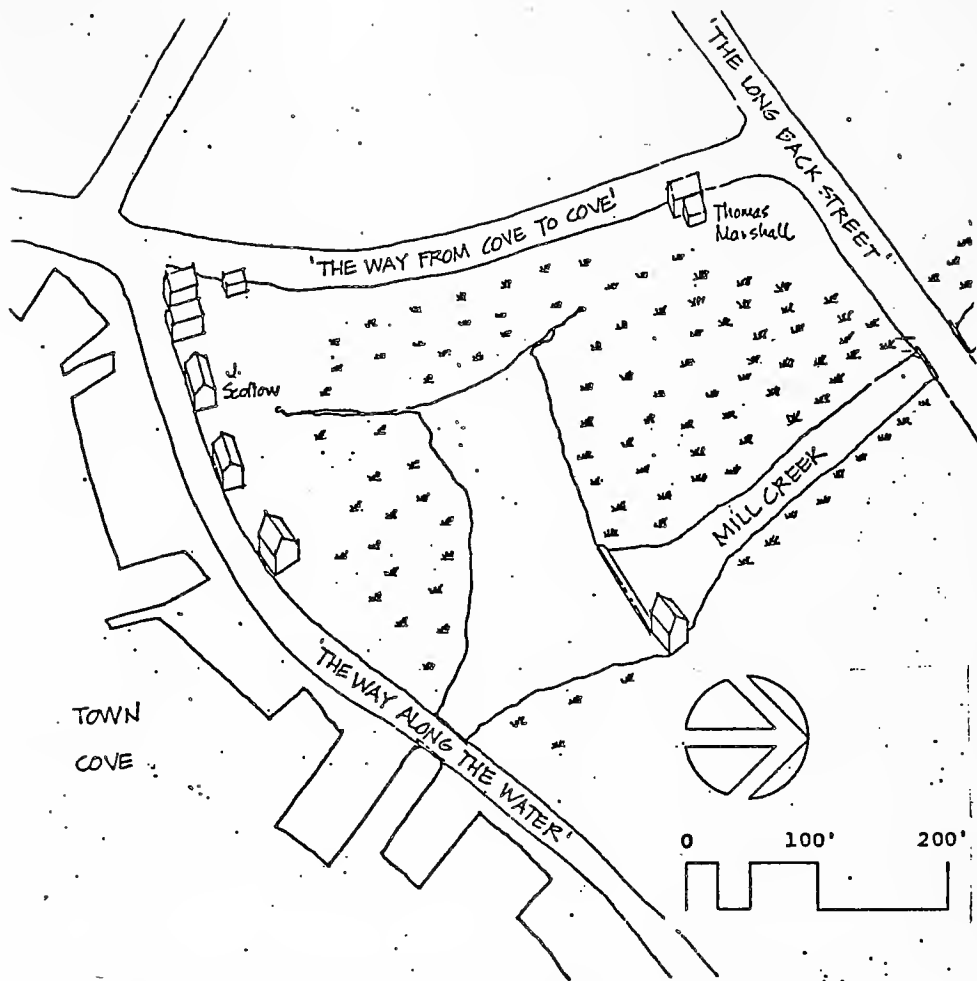 'THE LONG BACK STREET'
'THE WAY FROM COVE TO COVE'
Thomas
Marshall
J.
Scottow
MILL CREEK
'THE WAY ALONG THE WATER'
TOWN
COVE
0 100' 200'